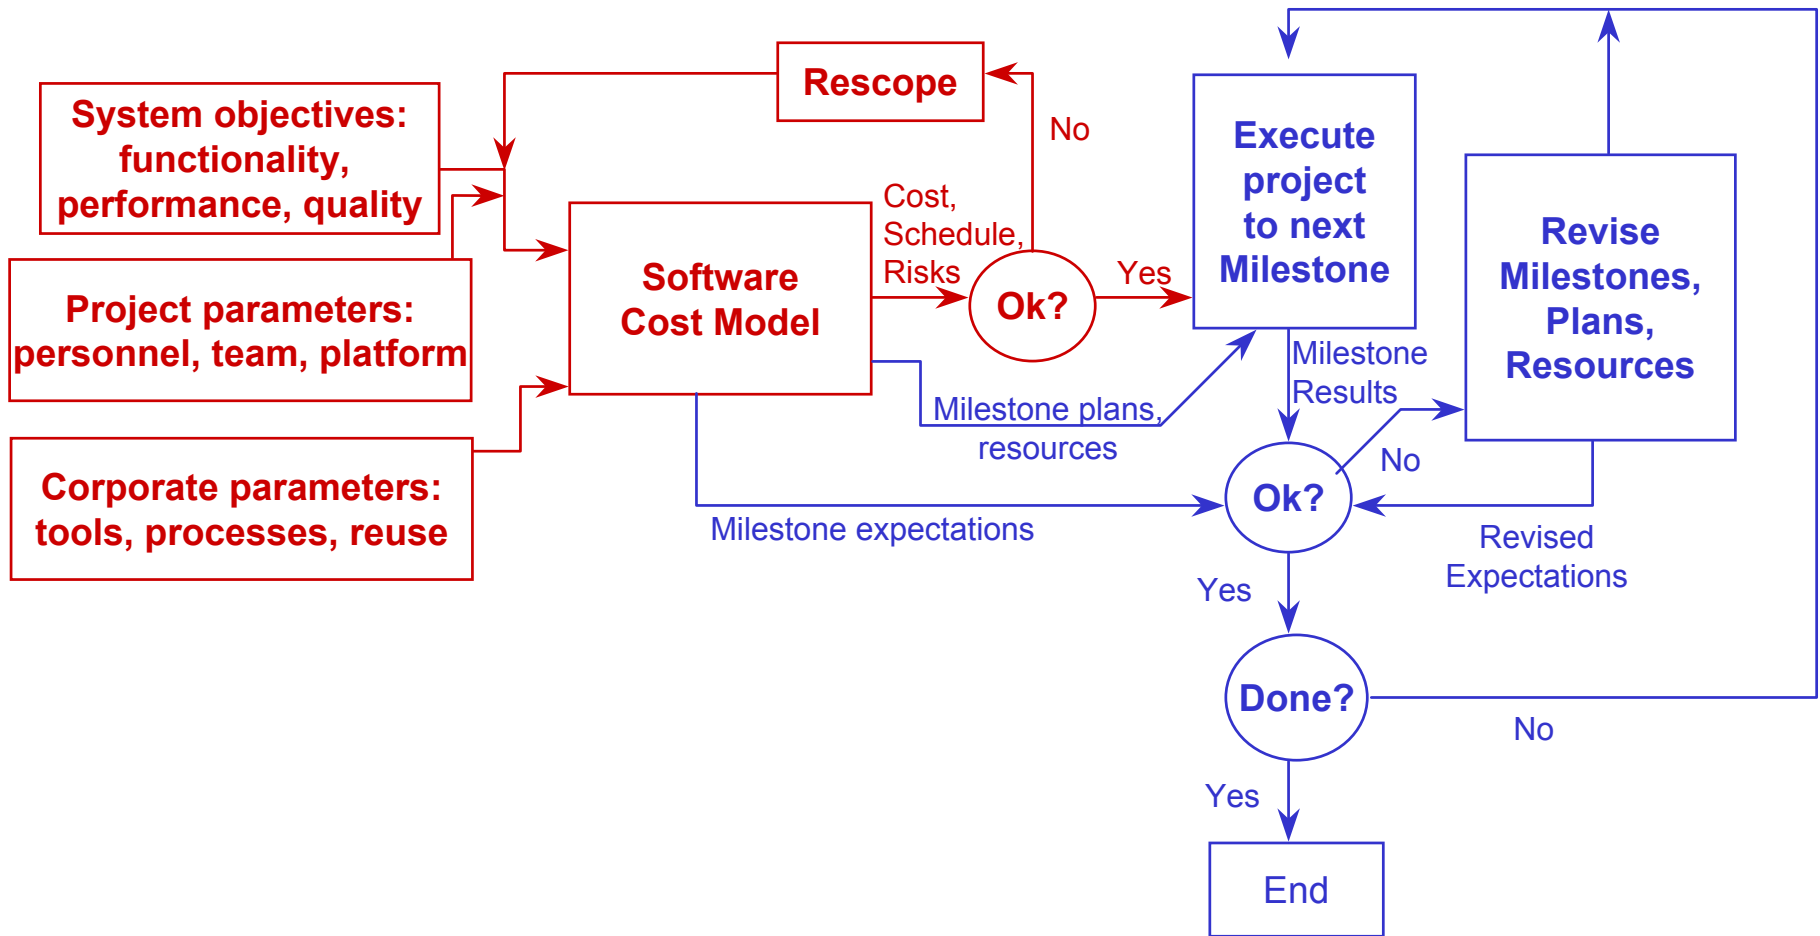 Rescope
System objectives:
functionality,
performance, quality
No
Execute
project
to next
Milestone
Cost,
Schedule,
Risks
Revise
Milestones,
Plans,
Resources
Software
Cost Model
Ok?
Yes
Project parameters:
personnel, team, platform
Milestone
Results
Milestone plans,
resources
No
Corporate parameters:
tools, processes, reuse
Ok?
Milestone expectations
Revised
Expectations
Yes
Done?
No
Yes
End